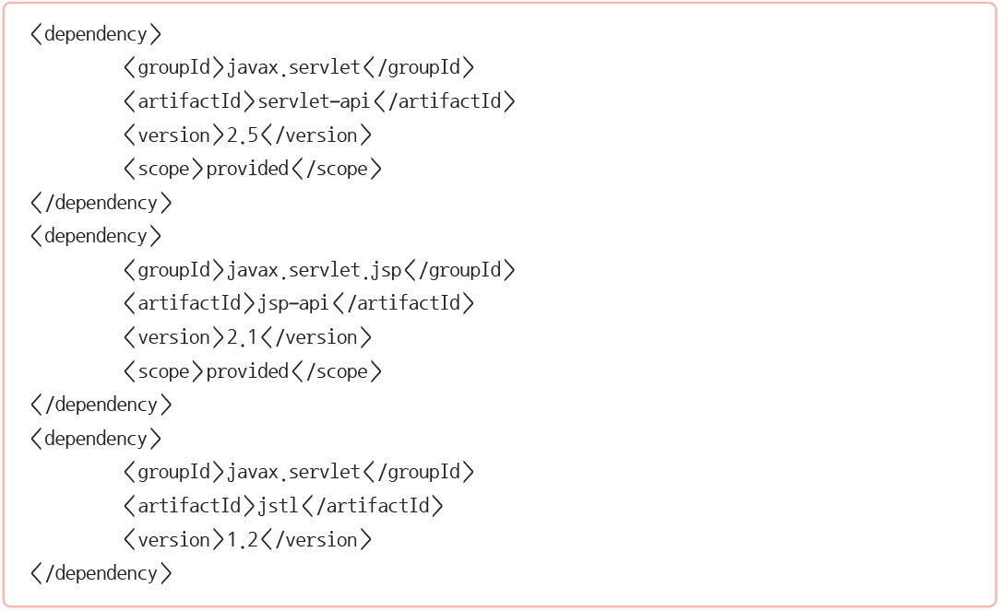 <dependency>
<groupId>javax.servlet</groupId>
<artifactId>servlet-api</artifactId>
<version>2.5</version>
<scope>provided</scope>
</dependency>
<dependency>
<groupId>javax.servlet.jsp</groupId>
<artifactId>jsp-api</artifactId>
<version>2.1</version>
<scope>provided</scope>
</dependency>
<dependency>
<groupId>javax.servlet</groupId>
<artifactId>jstl</artifactId>
<version>1.2</version>
</dependency>